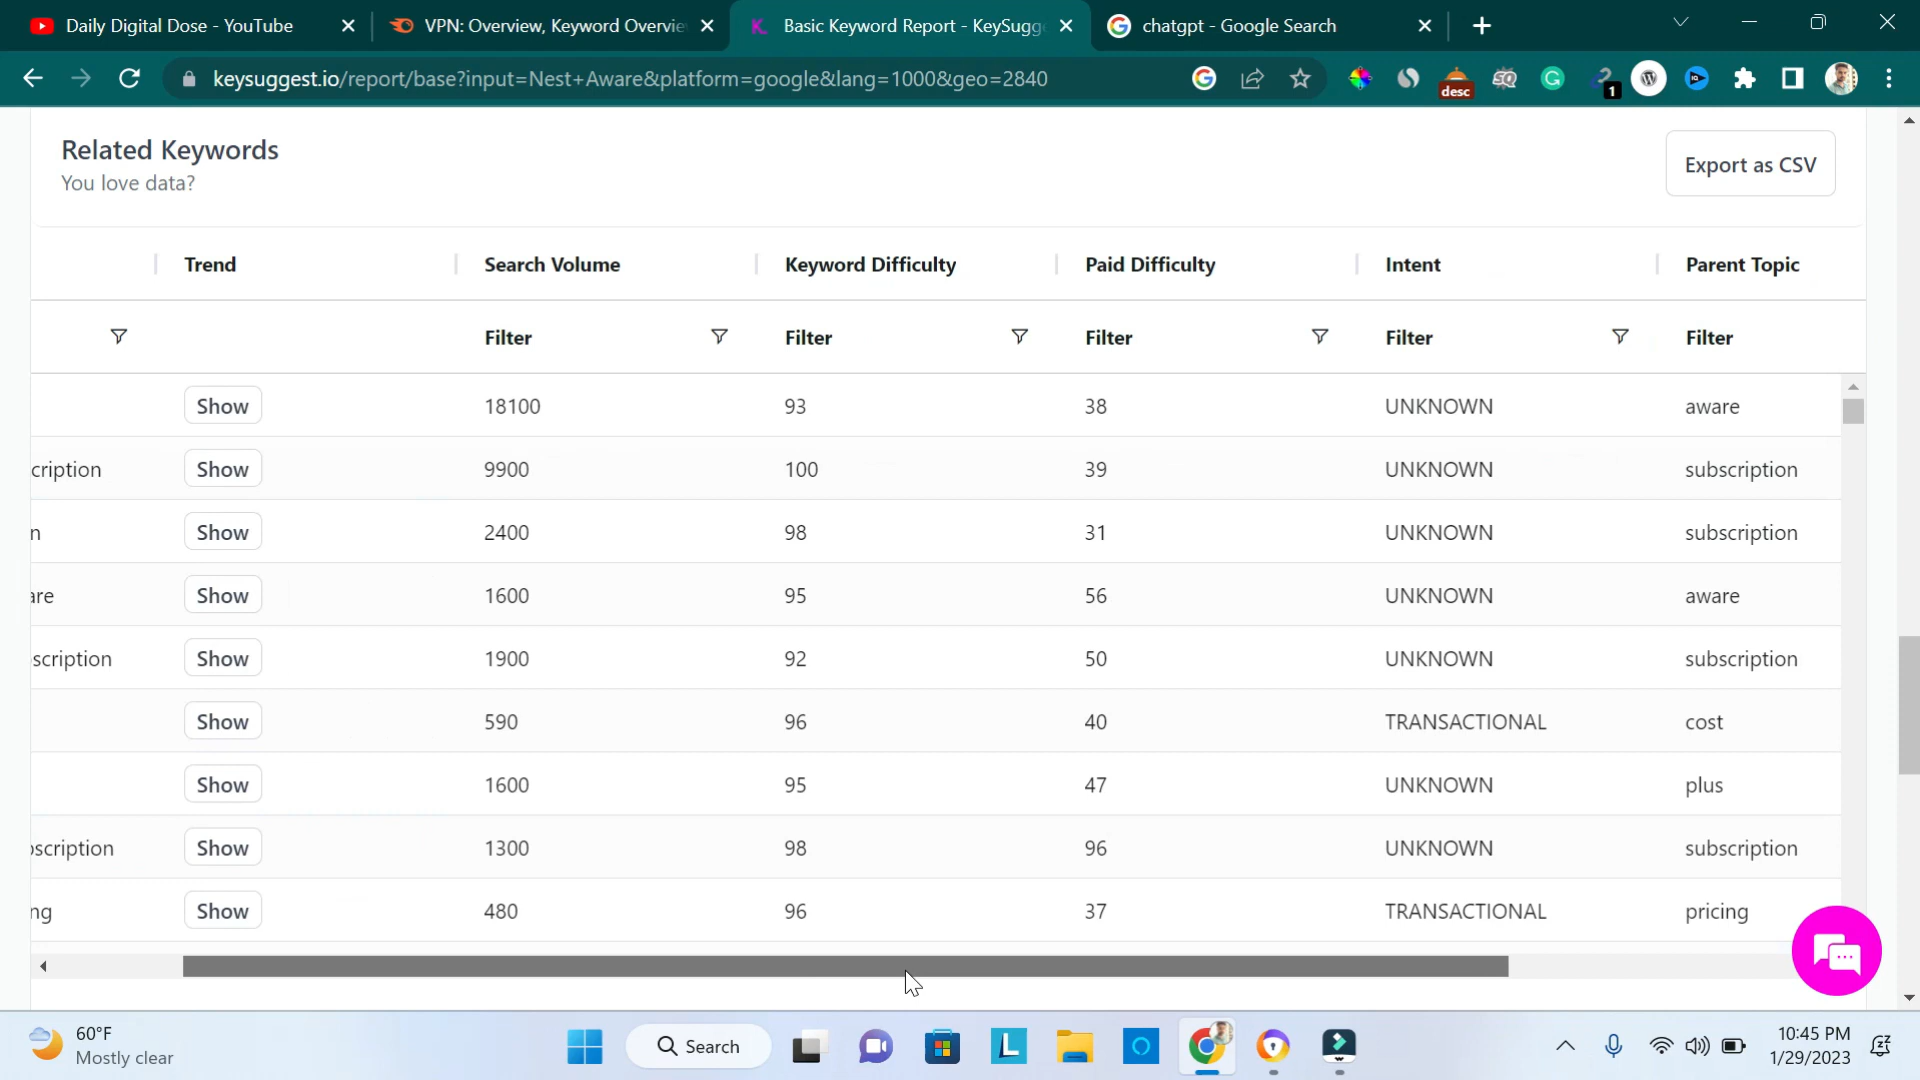 Daily Digital Dose - YouTube
VPN: Overview, Keyword Overvie
Basic Keyword Report - KeySugge
chatgpt - Google Search
keysuggest.io/report/base?input=Nest+Aware&platform=google&lang=1000&geo=2840
desc
SQ
1
Related Keywords
You love data?
Export as CSV
Trend Search Volume Keyword Difficulty Paid Difficulty Intent Parent Topic
Filter Filter Filter Filter Filter
Show 18100 93 38 UNKNOWN aware
cription Show 9900 100 39 UNKNOWN subscription
n Show 2400 98 31 UNKNOWN subscription
are Show 1600 95 56 UNKNOWN aware
scription Show 1900 92 50 UNKNOWN subscription
Show 590 96 40 TRANSACTIONAL cost
Show 1600 95 47 UNKNOWN plus
scription Show 1300 98 96 UNKNOWN subscription
ng Show 480 96 37 TRANSACTIONAL pricing
60°F
Mostly clear
Search
L
10:45 PM
1/29/2023